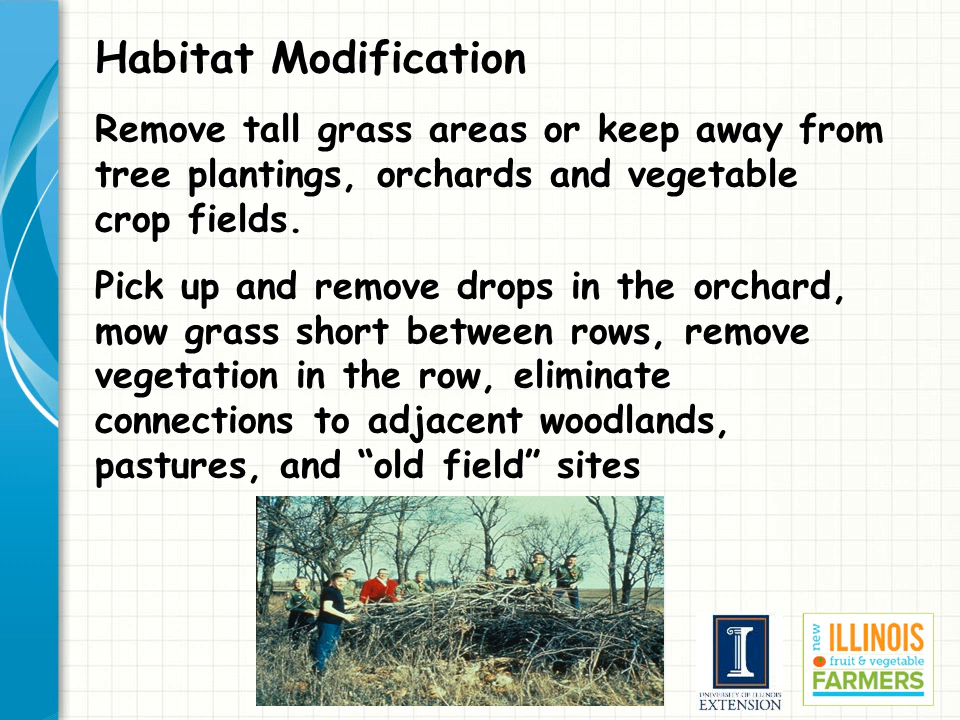 Habitat Modification
Remove tall grass areas or keep away from
tree plantings, orchards and vegetable
crop fields.
Pick up and remove drops in the orchard,
mow grass short between rows, remove
vegetation in the row, eliminate
connections to adjacent woodlands,
pastures, and “old field” sites
I
UNIVERSITY OF ILLINOIS
EXTENSION
new
ILLINOIS
fruit & vegetable
FARMERS